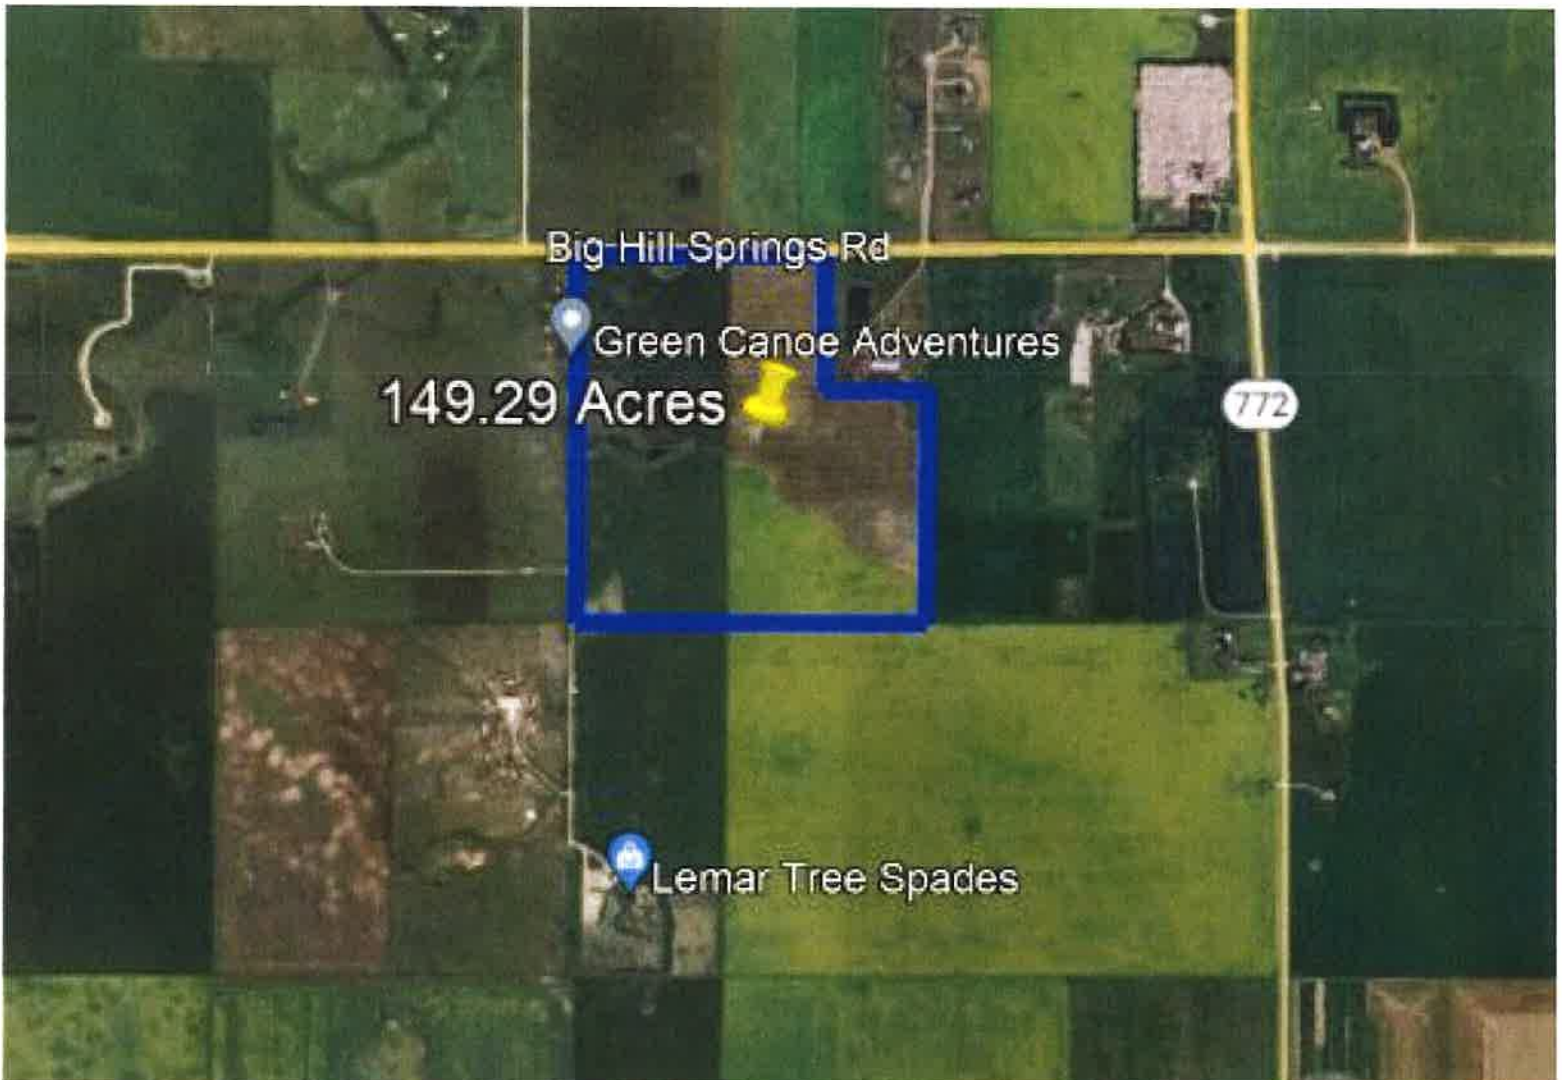 Big Hill Springs Rd
Green Canoe Adventures
149.29 Acres
772
Lemar Tree Spades